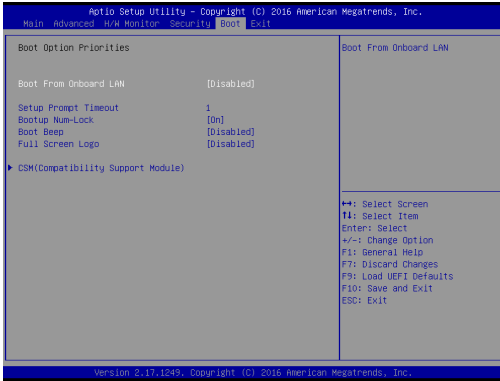 Aptio Setup Utility – Copyright (C) 2016 American Megatrends, Inc.
Main Advanced H/W Monitor Security Boot Exit
Boot Option Priorities
Boot From Onboard LAN [Disabled]
Setup Prompt Timeout 1
Bootup Num-Lock [On]
Boot Beep [Disabled]
Full Screen Logo [Disabled]
CSM(Compatibility Support Module)
Boot From Onboard LAN
↔: Select Screen
↑↓: Select Item
Enter: Select
+/-: Change Option
F1: General Help
F7: Discard Changes
F9: Load UEFI Defaults
F10: Save and Exit
ESC: Exit
Version 2.17.1249. Copyright (C) 2016 American Megatrends, Inc.